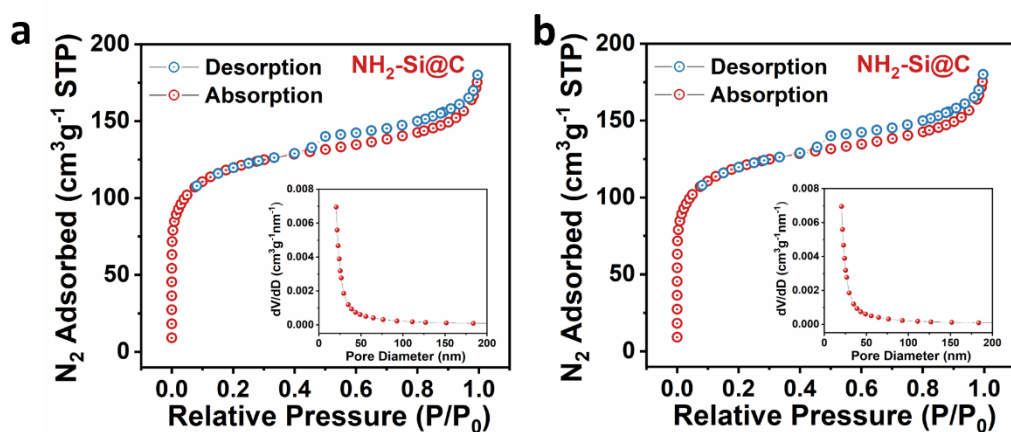 a
NH₂-Si@C
Desorption
Absorption
N₂ Adsorbed (cm³g⁻¹ STP)
200
150
100
50
0
0.0 0.2 0.4 0.6 0.8 1.0
Relative Pressure (P/P₀)
dV/dD (cm³g⁻¹nm⁻¹)
0.008
0.006
0.004
0.002
0.000
0 50 100 150 200
Pore Diameter (nm)
b
NH₂-Si@C
Desorption
Absorption
N₂ Adsorbed (cm³g⁻¹ STP)
200
150
100
50
0
0.0 0.2 0.4 0.6 0.8 1.0
Relative Pressure (P/P₀)
dV/dD (cm³g⁻¹nm⁻¹)
0.008
0.006
0.004
0.002
0.000
0 50 100 150 200
Pore Diameter (nm)